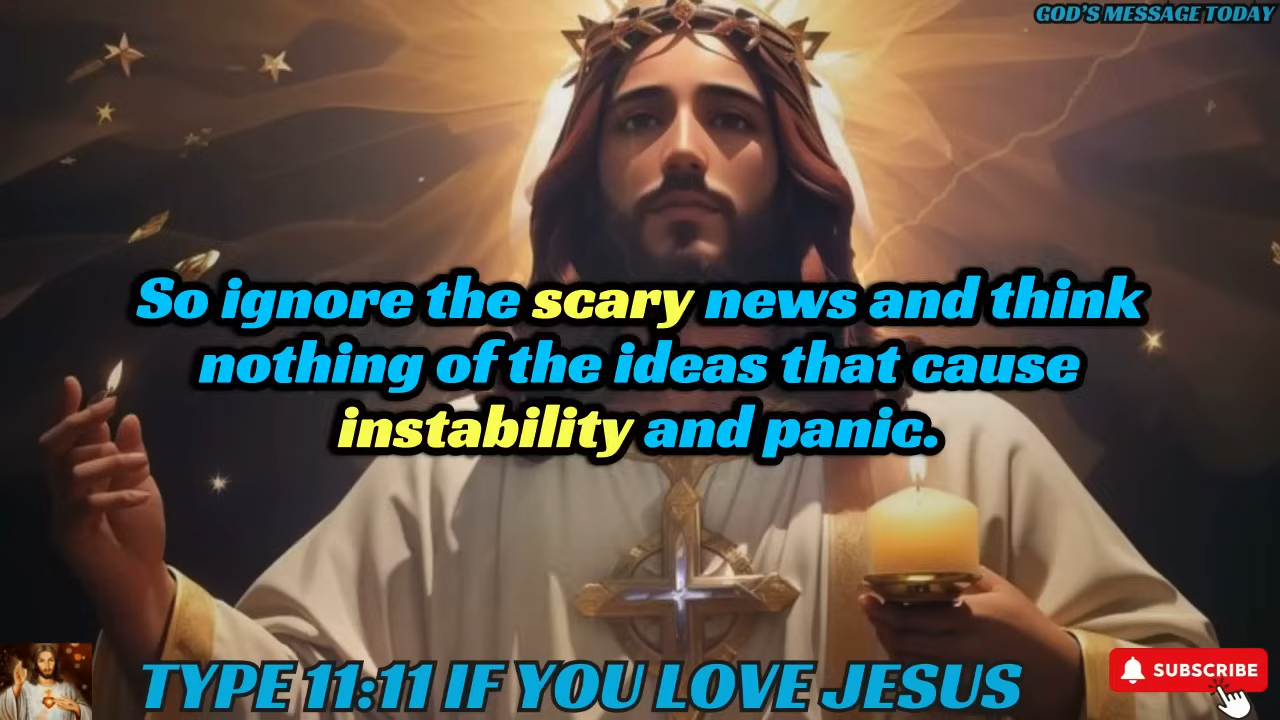 GOD'S MESSAGE TODAY
So ignore the scary news and think
nothing of the ideas that cause
instability and panic.
TYPE 11:11 IF YOU LOVE JESUS
SUBSCRIBE